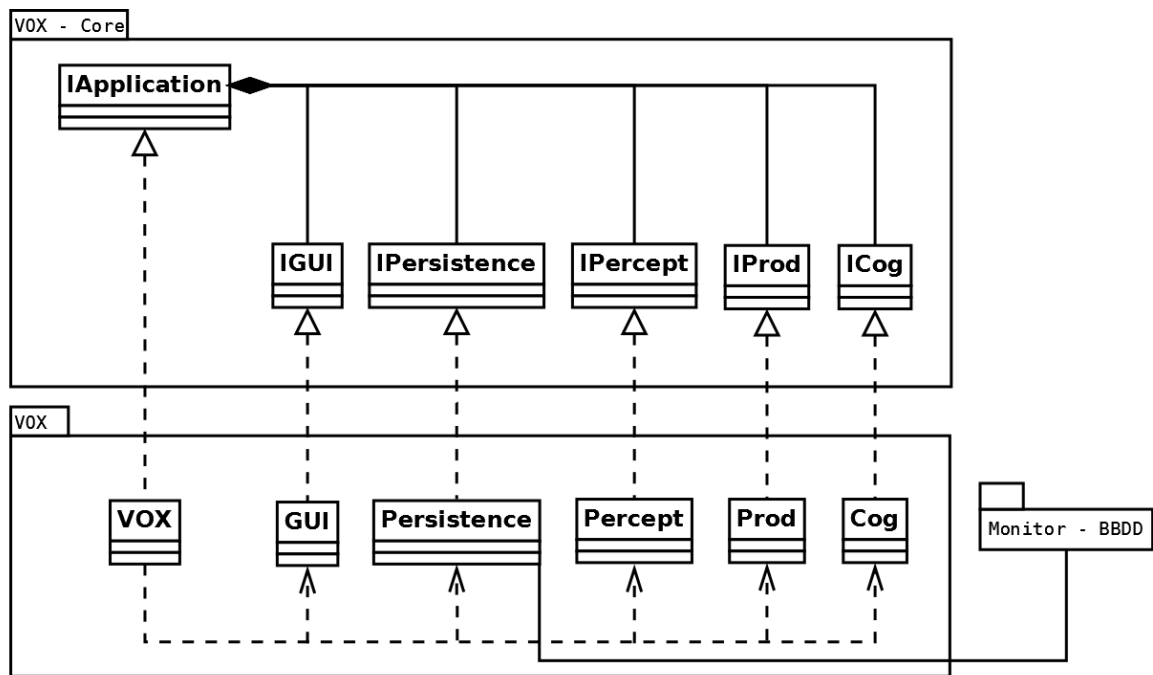 VOX - Core
IApplication
IGUI
IPersistence
IPercept
IProd
ICog
VOX
VOX
GUI
Persistence
Percept
Prod
Cog
Monitor - BBDD